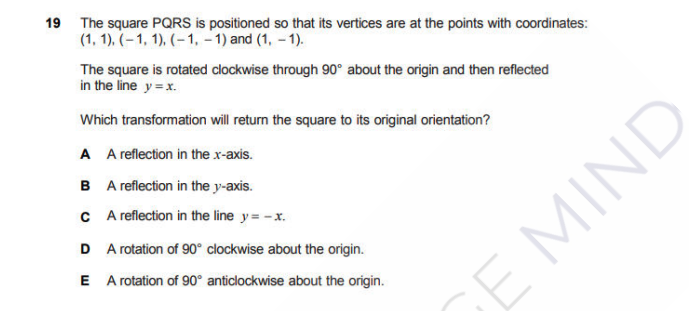 19 The square PQRS is positioned so that its vertices are at the points with coordinates:
(1, 1), (– 1, 1), (– 1, – 1) and (1, – 1).
The square is rotated clockwise through 90° about the origin and then reflected
in the line y = x.
Which transformation will return the square to its original orientation?
A A reflection in the x-axis.
B A reflection in the y-axis.
C A reflection in the line y = – x.
D A rotation of 90° clockwise about the origin.
E A rotation of 90° anticlockwise about the origin.
MIND